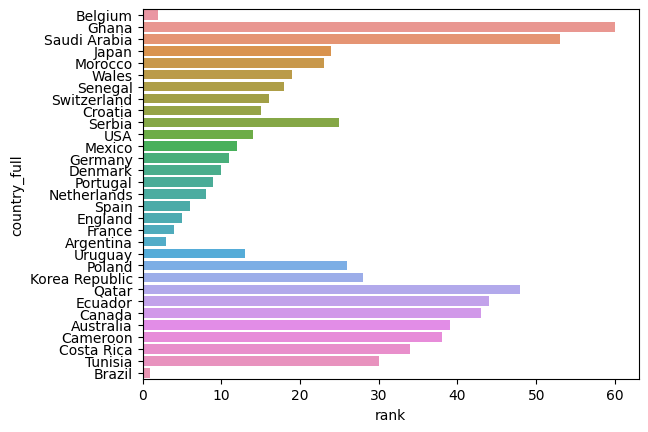 country_full
Belgium
Ghana
Saudi Arabia
Japan
Morocco
Wales
Senegal
Switzerland
Croatia
Serbia
USA
Mexico
Germany
Denmark
Portugal
Netherlands
Spain
England
France
Argentina
Uruguay
Poland
Korea Republic
Qatar
Ecuador
Canada
Australia
Cameroon
Costa Rica
Tunisia
Brazil
0 10 20 30 40 50 60
rank